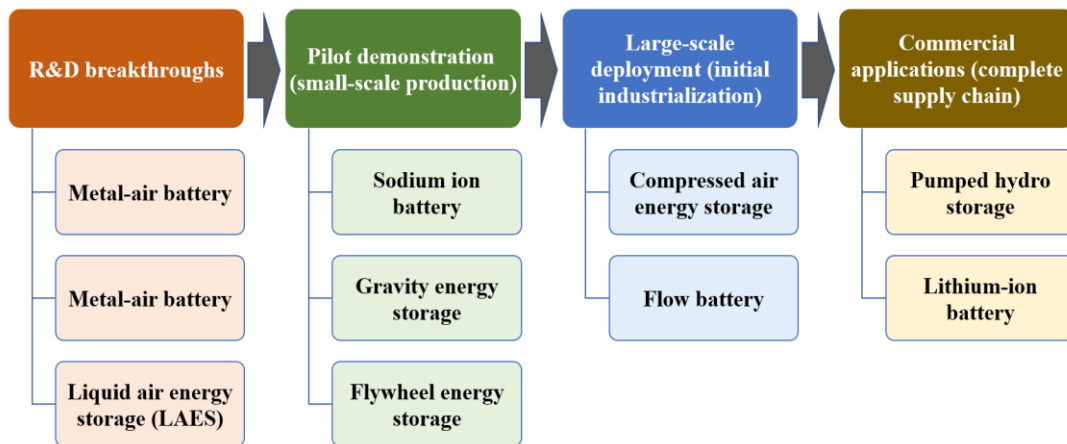 R&D breakthroughs
Pilot demonstration
(small-scale production)
Large-scale
deployment (initial
industrialization)
Commercial
applications (complete
supply chain)
Metal-air battery
Metal-air battery
Liquid air energy
storage (LAES)
Sodium ion
battery
Gravity energy
storage
Flywheel energy
storage
Compressed air
energy storage
Flow battery
Pumped hydro
storage
Lithium-ion
battery